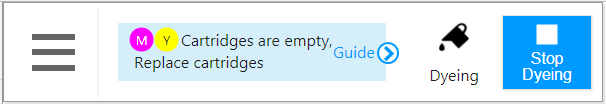 M Y Cartridges are empty,
Replace cartridges
Guide
Dyeing
Stop
Dyeing